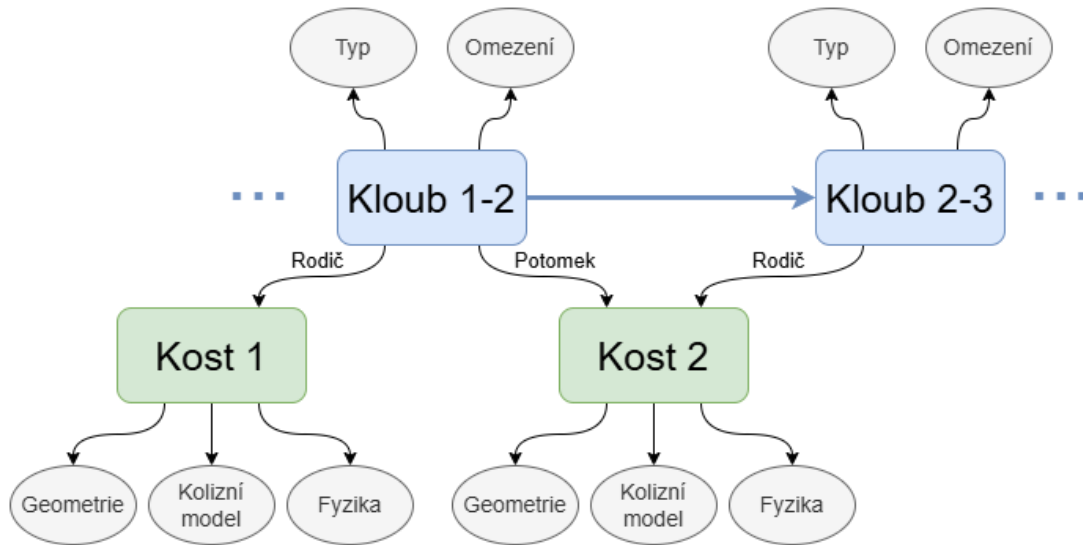 Typ
Omezení
Typ
Omezení
Kloub 1-2
Kloub 2-3
Rodič
Potomek
Rodič
Kost 1
Kost 2
Geometrie
Kolizní
model
Fyzika
Geometrie
Kolizní
model
Fyzika